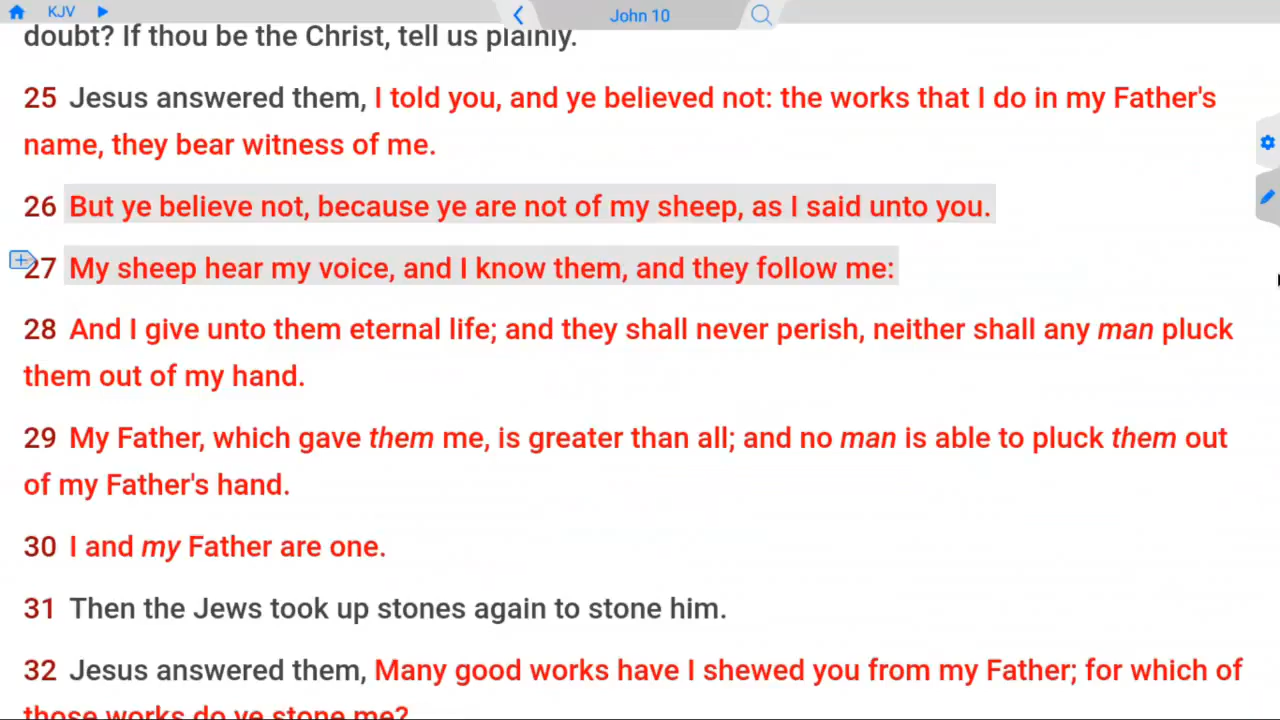 KJV
John 10
doubt? If thou be the Christ, tell us plainly.
25 Jesus answered them, I told you, and ye believed not: the works that I do in my Father's
name, they bear witness of me.
26 But ye believe not, because ye are not of my sheep, as I said unto you.
27 My sheep hear my voice, and I know them, and they follow me:
28 And I give unto them eternal life; and they shall never perish, neither shall any man pluck
them out of my hand.
29 My Father, which gave them me, is greater than all; and no man is able to pluck them out
of my Father's hand.
30 I and my Father are one.
31 Then the Jews took up stones again to stone him.
32 Jesus answered them, Many good works have I shewed you from my Father; for which of
those works do ye stone me?